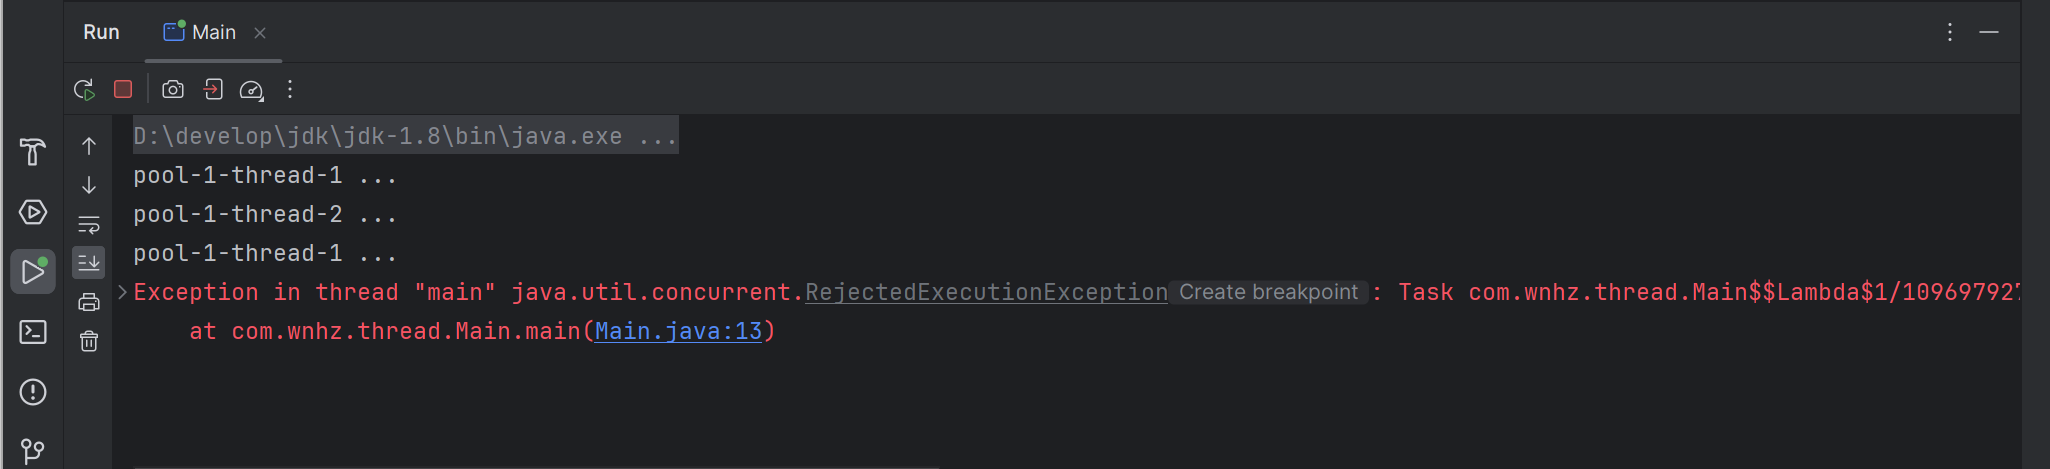 Run Main
D:\develop\jdk\jdk-1.8\bin\java.exe ...
pool-1-thread-1 ...
pool-1-thread-2 ...
pool-1-thread-1 ...
Exception in thread "main" java.util.concurrent.RejectedExecutionException Create breakpoint : Task com.wnhz.thread.Main$$Lambda$1/109697927
at com.wnhz.thread.Main.main(Main.java:13)